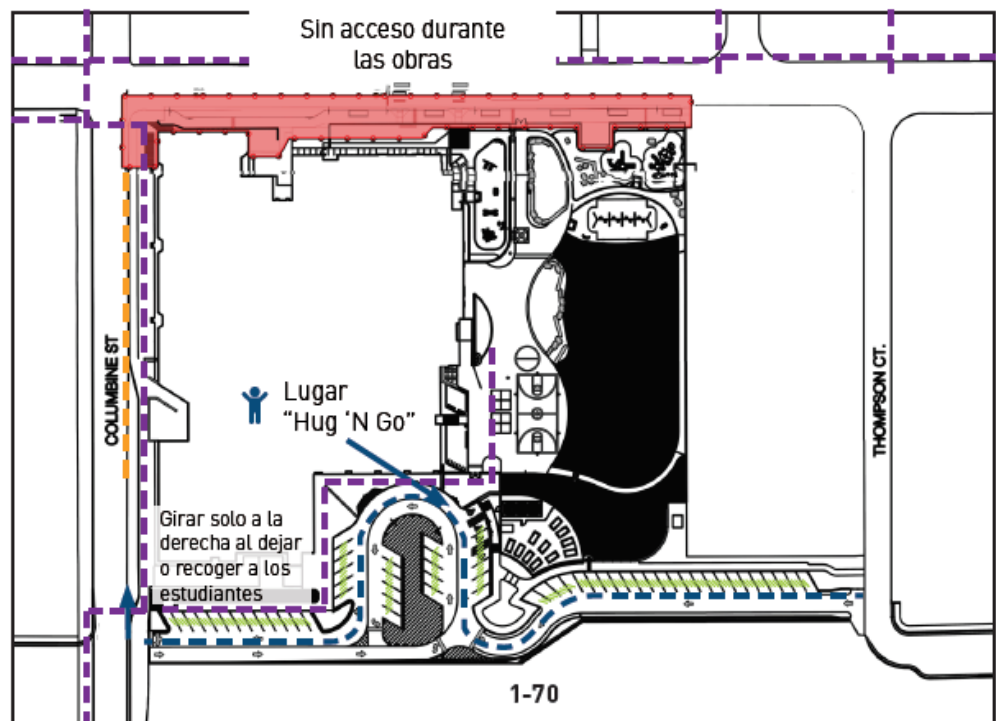 Sin acceso durante
las obras
COLUMBINE ST
Lugar
“Hug ‘N Go”
THOMPSON CT.
Girar solo a la
derecha al dejar
o recoger a los
estudiantes
1-70